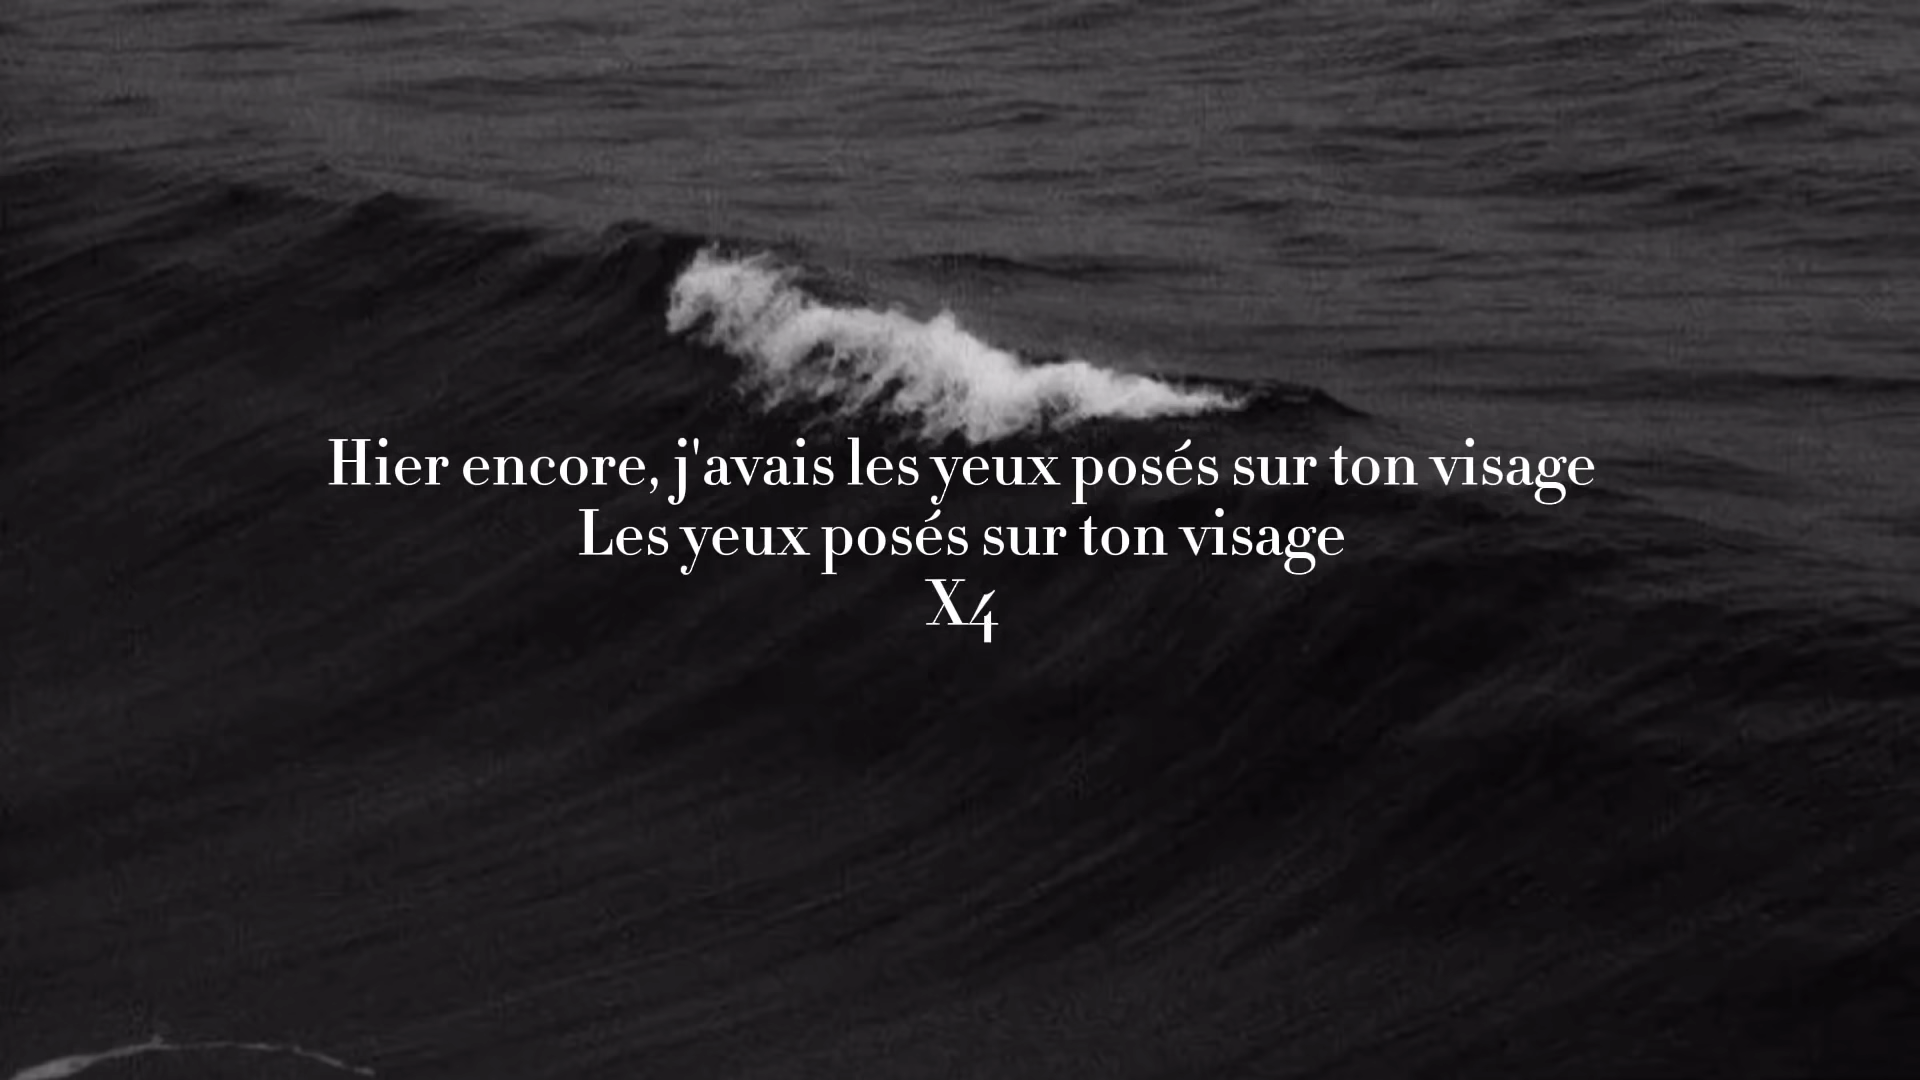 Hier encore, j'avais les yeux posés sur ton visage
Les yeux posés sur ton visage
X4